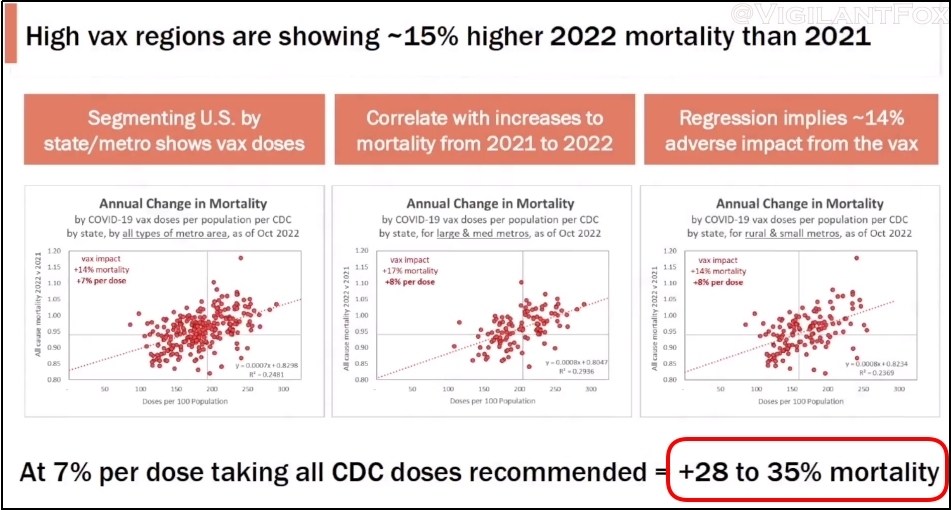 @VIGILANTFOX
High vax regions are showing ~15% higher 2022 mortality than 2021
Segmenting U.S. by
state/metro shows vax doses
Correlate with increases to
mortality from 2021 to 2022
Regression implies ~14%
adverse impact from the vax
Annual Change in Mortality
by COVID-19 vax doses per population per CDC
by state, by all types of metro area, as of Oct 2022
All cause mortality 2022 v 2021
1.20
1.15
1.10
1.05
1.00
0.95
0.90
0.85
0.80
vax impact
+14% mortality
+7% per dose
y = 0.0007x + 0.8298
R² = 0.2481
- 50 100 150 200 250 300
Doses per 100 Population
Annual Change in Mortality
by COVID-19 vax doses per population per CDC
by state, for large & med metros, as of Oct 2022
All cause mortality 2022 v 2021
1.20
1.15
1.10
1.05
1.00
0.95
0.90
0.85
0.80
vax impact
+17% mortality
+8% per dose
y = 0.0008x + 0.8047
R² = 0.2936
- 50 100 150 200 250 300
Doses per 100 Population
Annual Change in Mortality
by COVID-19 vax doses per population per CDC
by state, for rural & small metros, as of Oct 2022
All cause mortality 2022 v 2021
1.20
1.15
1.10
1.05
1.00
0.95
0.90
0.85
0.80
vax impact
+14% mortality
+8% per dose
y = 0.0008x + 0.8234
R² = 0.2369
- 50 100 150 200 250 300
Doses per 100 Population
At 7% per dose taking all CDC doses recommended = +28 to 35% mortality